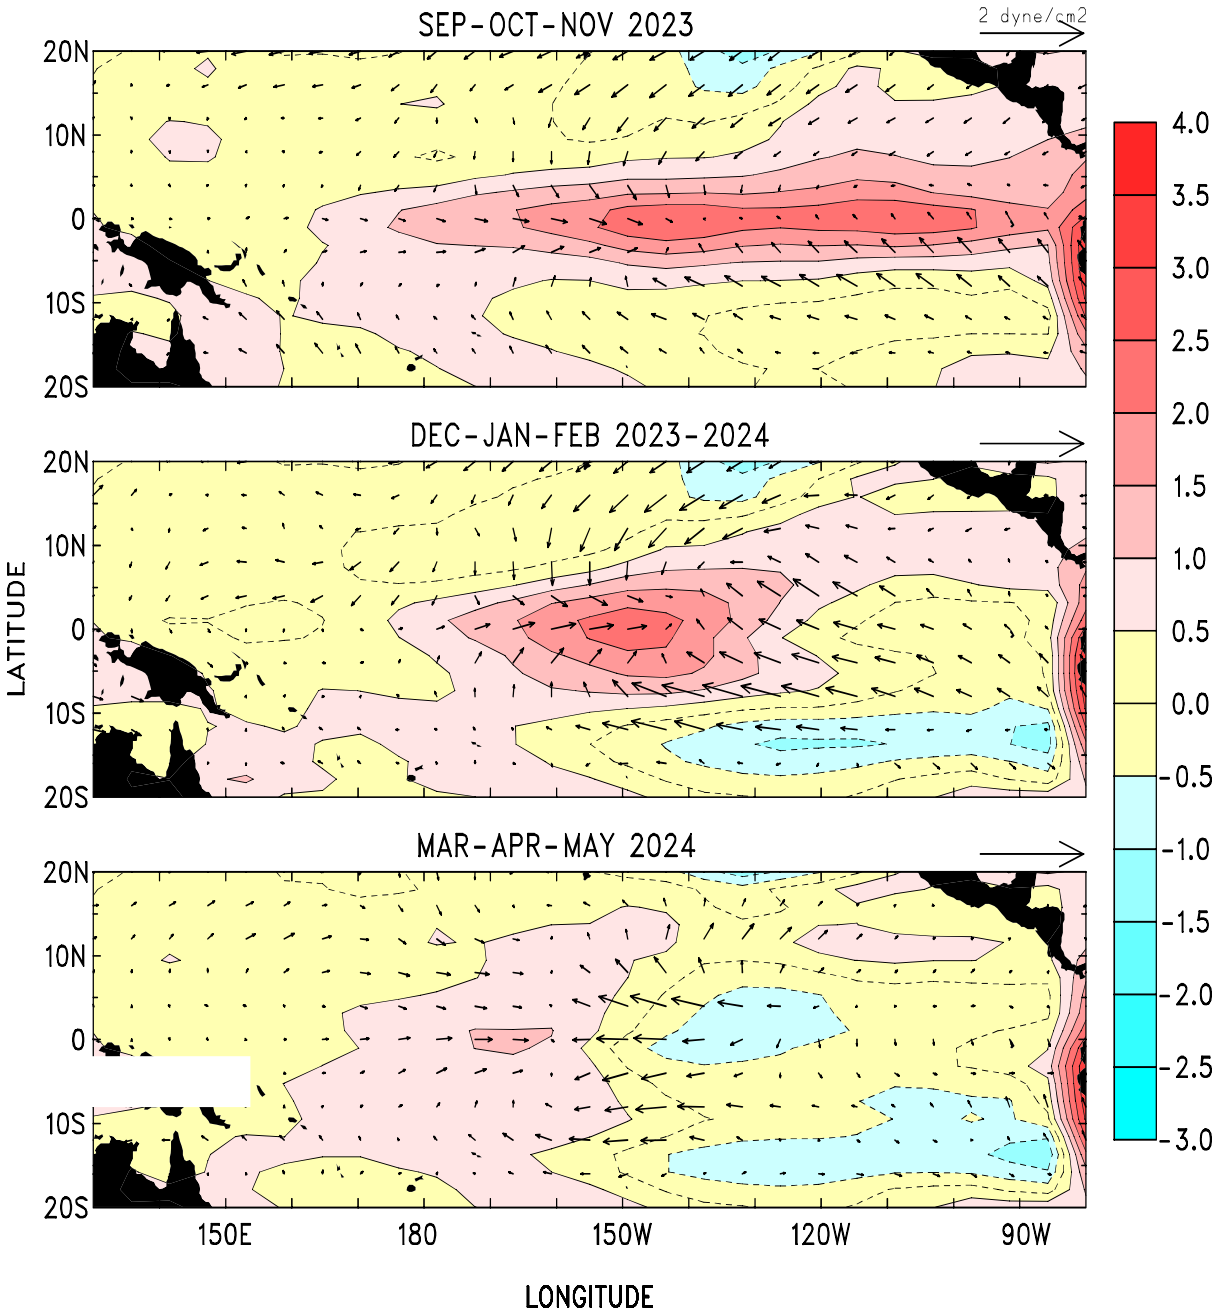 SEP-OCT-NOV 2023
2 dyne/cm2
20N
10N
0
10S
20S
DEC-JAN-FEB 2023-2024
20N
10N
0
10S
20S
LATITUDE
MAR-APR-MAY 2024
20N
10N
0
10S
20S
150E 180 150W 120W 90W
LONGITUDE
4.0
3.5
3.0
2.5
2.0
1.5
1.0
0.5
0.0
-0.5
-1.0
-1.5
-2.0
-2.5
-3.0